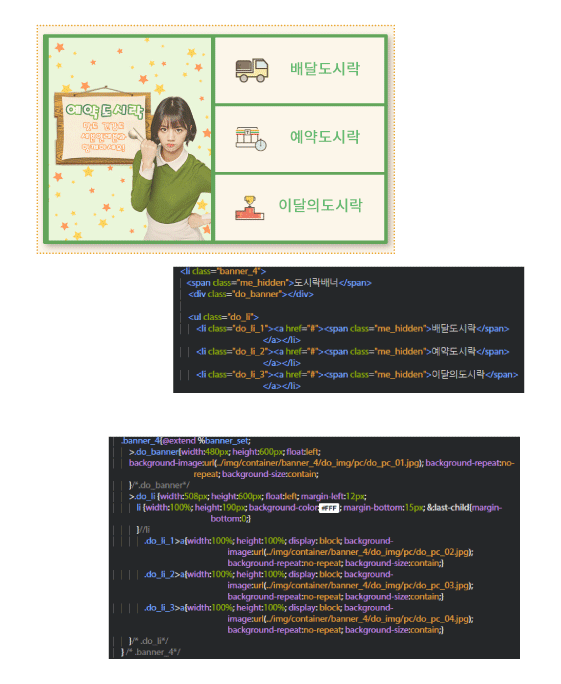 예약도시락
배달도시락
예약도시락
이달의도시락
<li class="banner_4">
<span class="me_hidden">도시락배너</span>
<div class="do_banner"></div>
<ul class="do_li">
<li class="do_li_1"><a href="#"><span class="me_hidden">배달도시락</span>
</a></li>
<li class="do_li_2"><a href="#"><span class="me_hidden">예약도시락</span>
</a></li>
<li class="do_li_3"><a href="#"><span class="me_hidden">이달의도시락</span>
</a></li>
.banner_4{@extend %banner_set;
>.do_banner{width:480px; height:600px; float:left;
background-image:url(../img/container/banner_4/do_img/pc/do_pc_01.jpg); background-repeat:no-
repeat; background-size:contain;
}/*.do_banner*/
>.do_li {width:508px; height:600px; float:left; margin-left:12px;
li {width:100%; height:190px; background-color:#FFF; margin-bottom:15px; &:last-child{margin-
bottom:0;}
}//li
.do_li_1>a{width:100%; height:100%; display: block; background-
image:url(../img/container/banner_4/do_img/pc/do_pc_02.jpg);
background-repeat:no-repeat; background-size:contain;}
.do_li_2>a{width:100%; height:100%; display: block; background-
image:url(../img/container/banner_4/do_img/pc/do_pc_03.jpg);
background-repeat:no-repeat; background-size:contain;}
.do_li_3>a{width:100%; height:100%; display: block; background-
image:url(../img/container/banner_4/do_img/pc/do_pc_04.jpg);
background-repeat:no-repeat; background-size:contain;}
}/* .do_li*/
} /* .banner_4*/